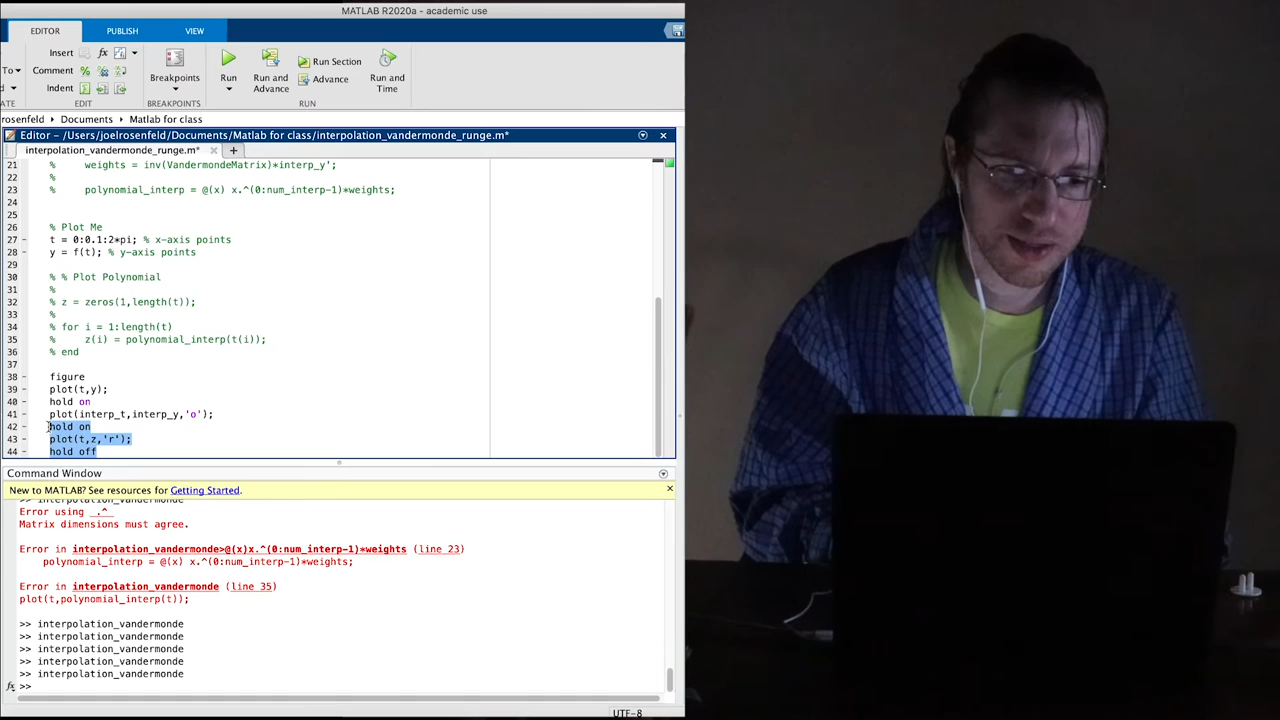 MATLAB R2020a - academic use
EDITOR PUBLISH VIEW
Insert fx
To Comment % %
Indent
Breakpoints Run Run and Advance Run Section Advance Run and Time
ATE EDIT BREAKPOINTS RUN
rosenfeld Documents Matlab for class
Editor - /Users/joelrosenfeld/Documents/Matlab for class/interpolation_vandermonde_runge.m*
interpolation_vandermonde_runge.m* +
21 % weights = inv(VandermondeMatrix)*interp_y';
22 %
23 % polynomial_interp = @(x) x.^(0:num_interp-1)*weights;
24
25
26 % Plot Me
27 - t = 0:0.1:2*pi; % x-axis points
28 - y = f(t); % y-axis points
29
30 % % Plot Polynomial
31 %
32 % z = zeros(1,length(t));
33 %
34 % for i = 1:length(t)
35 % z(i) = polynomial_interp(t(i));
36 % end
37
38 - figure
39 - plot(t,y);
40 - hold on
41 - plot(interp_t,interp_y,'o');
42 - hold on
43 - plot(t,z,'r');
44 - hold off
Command Window
New to MATLAB? See resources for Getting Started.
>> interpolation_vandermonde
Error using .^
Matrix dimensions must agree.
Error in interpolation_vandermonde>@(x)x.^(0:num_interp-1)*weights (line 23)
polynomial_interp = @(x) x.^(0:num_interp-1)*weights;
Error in interpolation_vandermonde (line 35)
plot(t,polynomial_interp(t));
>> interpolation_vandermonde
>> interpolation_vandermonde
>> interpolation_vandermonde
>> interpolation_vandermonde
>> interpolation_vandermonde
fx >>
UTF-8